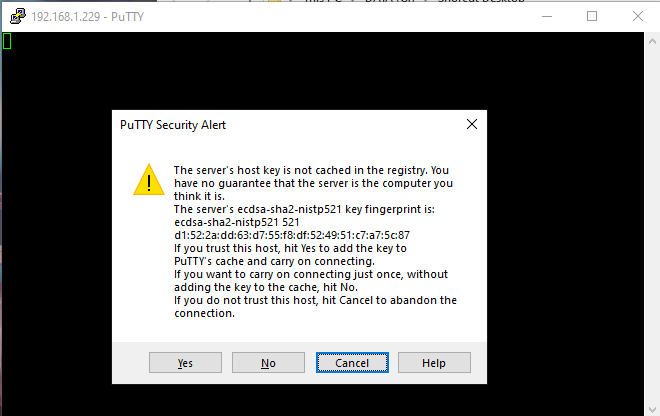 This PC
192.168.1.229 - PuTTY
PuTTY Security Alert
The server's host key is not cached in the registry. You
have no guarantee that the server is the computer you
think it is.
The server's ecdsa-sha2-nistp521 key fingerprint is:
ecdsa-sha2-nistp521 521
d1:52:2a:dd:63:d7:55:f8:df:52:49:51:c7:a7:5c:87
If you trust this host, hit Yes to add the key to
PuTTY's cache and carry on connecting.
If you want to carry on connecting just once, without
adding the key to the cache, hit No.
If you do not trust this host, hit Cancel to abandon the
connection.
Yes No Cancel Help